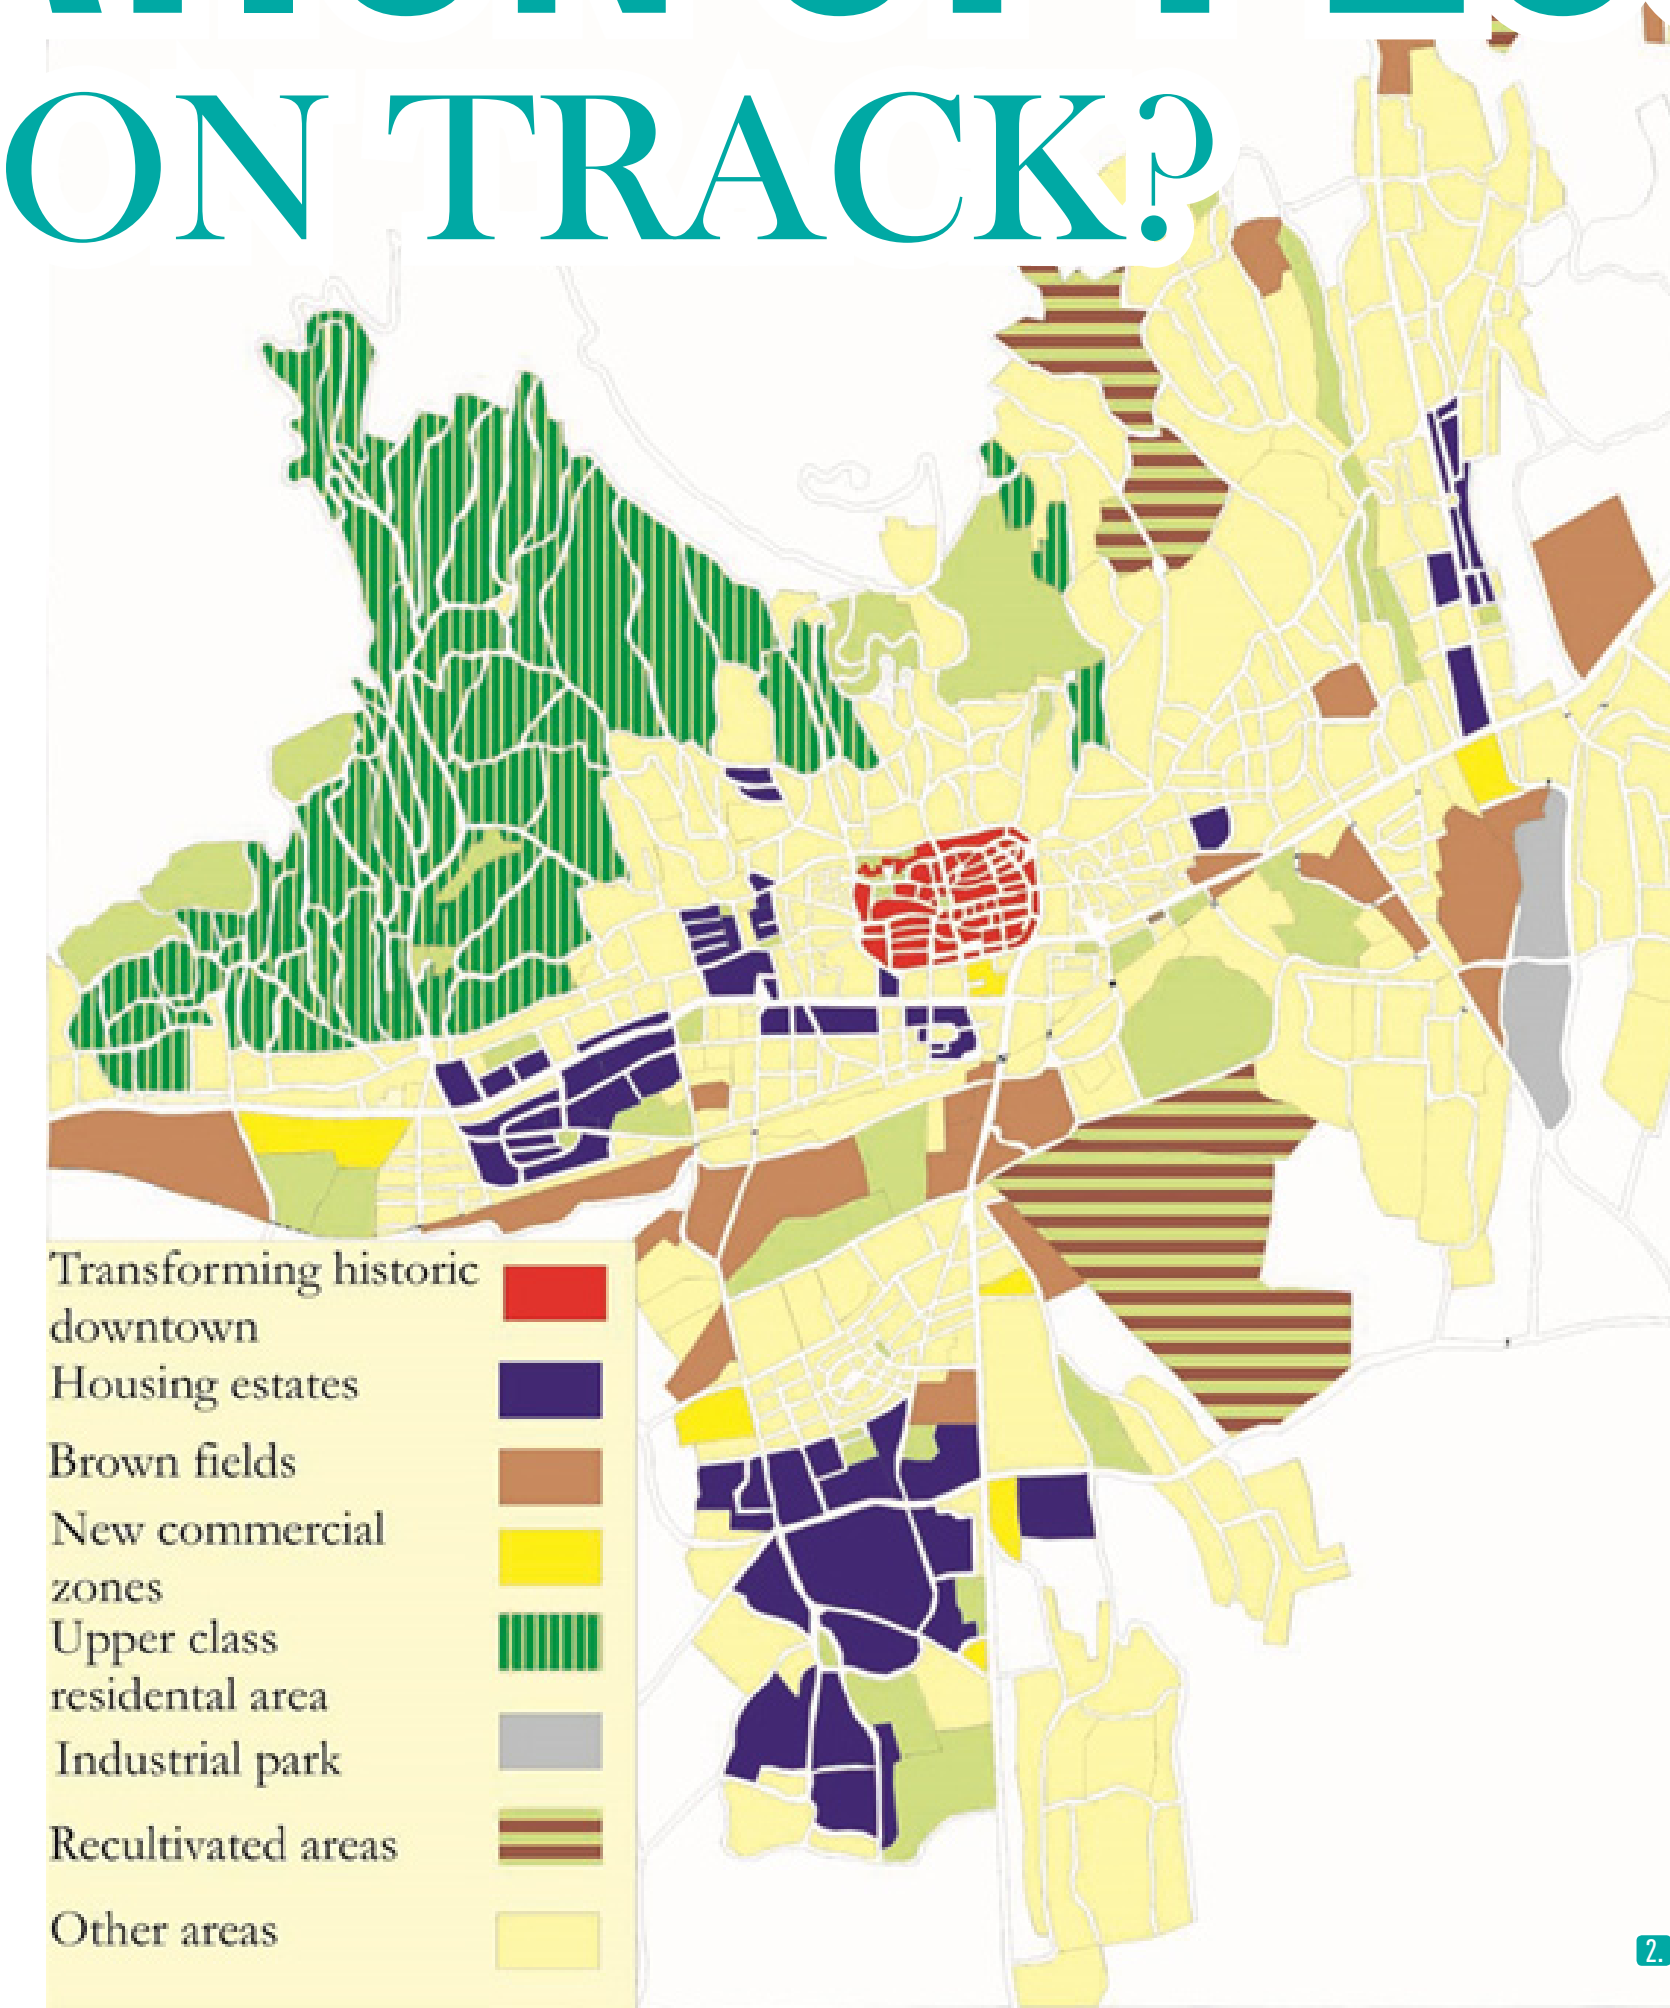 ON TRACK?
Transforming historic
downtown
Housing estates
Brown fields
New commercial
zones
Upper class
residental area
Industrial park
Recultivated areas
Other areas
2.